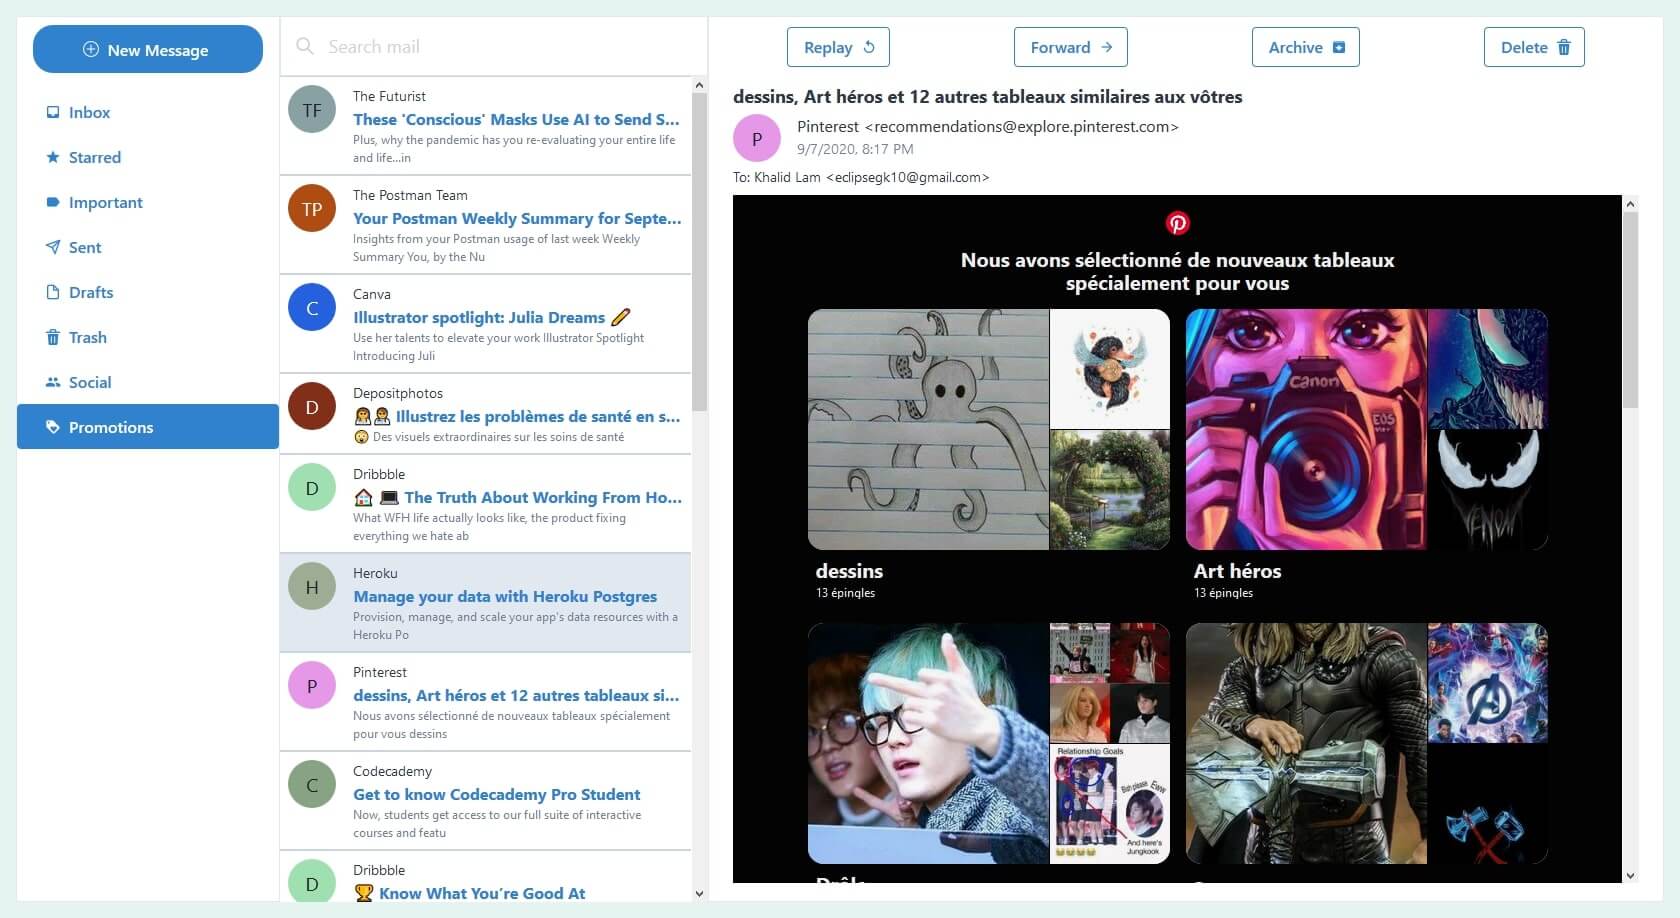 New Message
Inbox
Starred
Important
Sent
Drafts
Trash
Social
Promotions
Search mail
TF
The Futurist
These 'Conscious' Masks Use AI to Send S...
Plus, why the pandemic has you re-evaluating your entire life
and life...in
TP
The Postman Team
Your Postman Weekly Summary for Septe...
Insights from your Postman usage of last week Weekly
Summary You, by the Nu
C
Canva
Illustrator spotlight: Julia Dreams
Use her talents to elevate your work Illustrator Spotlight
Introducing Juli
D
Depositphotos
Illustrez les problèmes de santé en s...
Des visuels extraordinaires sur les soins de santé
D
Dribbble
The Truth About Working From Ho...
What WFH life actually looks like, the product fixing
everything we hate ab
H
Heroku
Manage your data with Heroku Postgres
Provision, manage, and scale your app's data resources with a
Heroku Po
P
Pinterest
dessins, Art héros et 12 autres tableaux si...
Nous avons sélectionné de nouveaux tableaux spécialement
pour vous dessins
C
Codecademy
Get to know Codecademy Pro Student
Now, students get access to our full suite of interactive
courses and featu
D
Dribbble
Know What You're Good At
Replay
Forward
Archive
Delete
dessins, Art héros et 12 autres tableaux similaires aux vôtres
P
Pinterest <recommendations@explore.pinterest.com>
9/7/2020, 8:17 PM
To: Khalid Lam <eclipsegk10@gmail.com>
Nous avons sélectionné de nouveaux tableaux
spécialement pour vous
Canon
EOS
VENOM
dessins
13 épingles
Art héros
13 épingles
Relationship Goals
Bish please
Eww
And here's
Jungkook